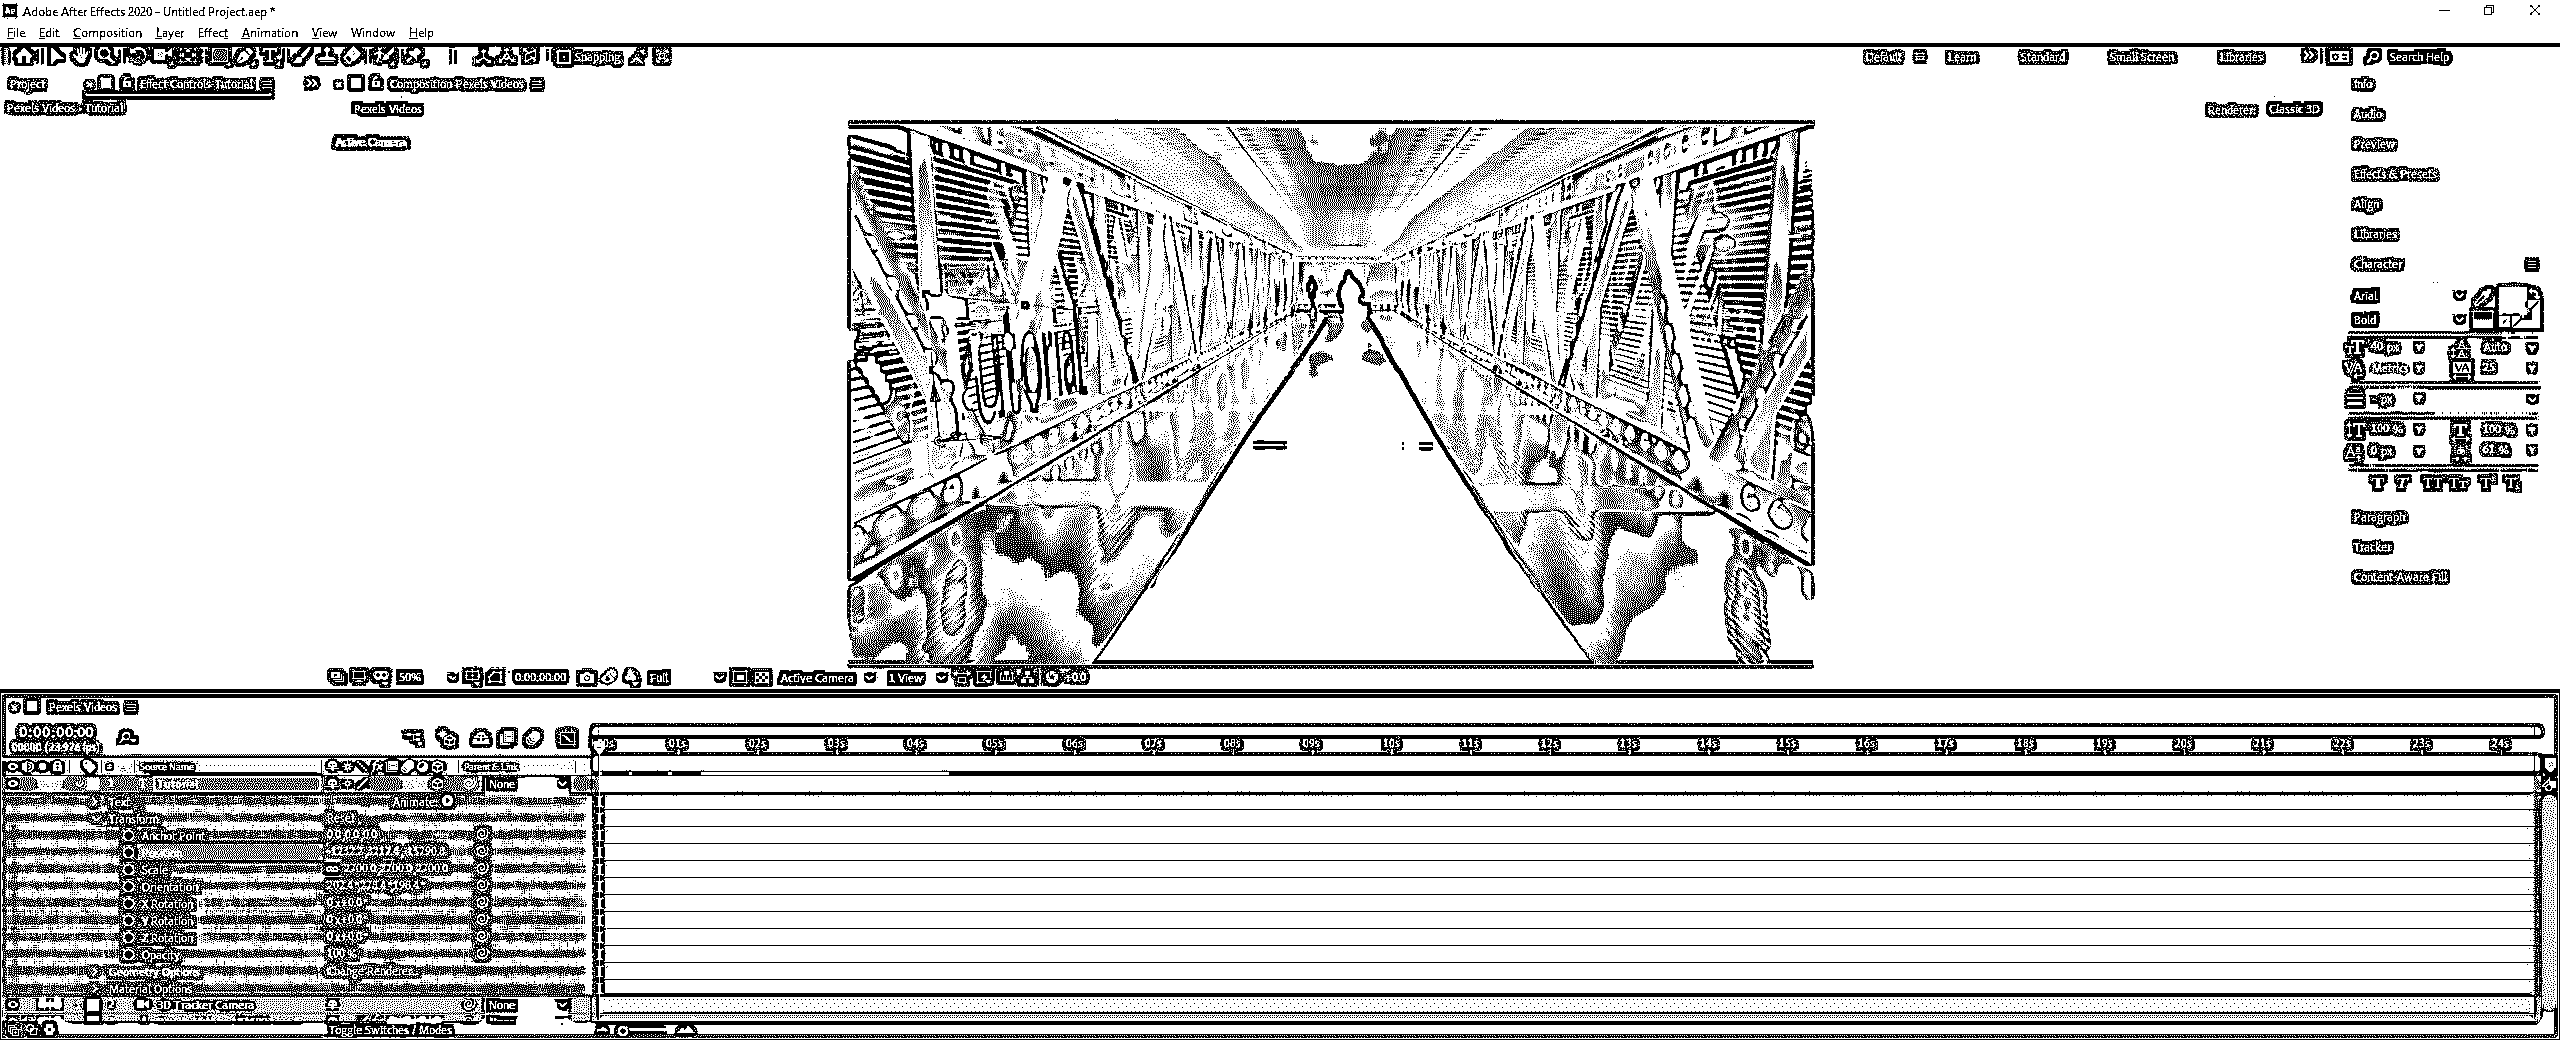 Adobe After Effects 2020 - Untitled Project.aep *
File Edit Composition Layer Effect Animation View Window Help
Snapping Default Learn Standard Small Screen Libraries Search Help
Project Effect Controls Tutorial Composition Pexels Videos Info
Pexels Videos • Tutorial Pexels Videos Renderer: Classic 3D
Audio
Active Camera
Preview
Effects & Presets
Align
Libraries
Character
Arial
Bold
40 px Auto
Metrics 25
- px
100 % 100 %
0 px
Paragraph
Tracker
Content-Aware Fill
Tutorial
50% 0:00:00:00 Full Active Camera 1 View +0.0
Pexels Videos
0:00:00:00
00000 (23.976 fps)
01s 02s 03s 04s 05s 06s 07s 08s 09s 10s 11s 12s 13s 14s 15s 16s 17s 18s 19s 20s 21s 22s 23s 24s
Source Name Parent & Link
Tutorial None
Text Animate:
Transform Reset
Anchor Point 0.0,0.0,0.0
Scale
Orientation
X Rotation 0x+0.0°
Y Rotation 0x+0.0°
Z Rotation 0x+0.0°
Opacity 100 %
Geometry Options Change Renderer...
Material Options
2 3D Tracker Camera None
Toggle Switches / Modes